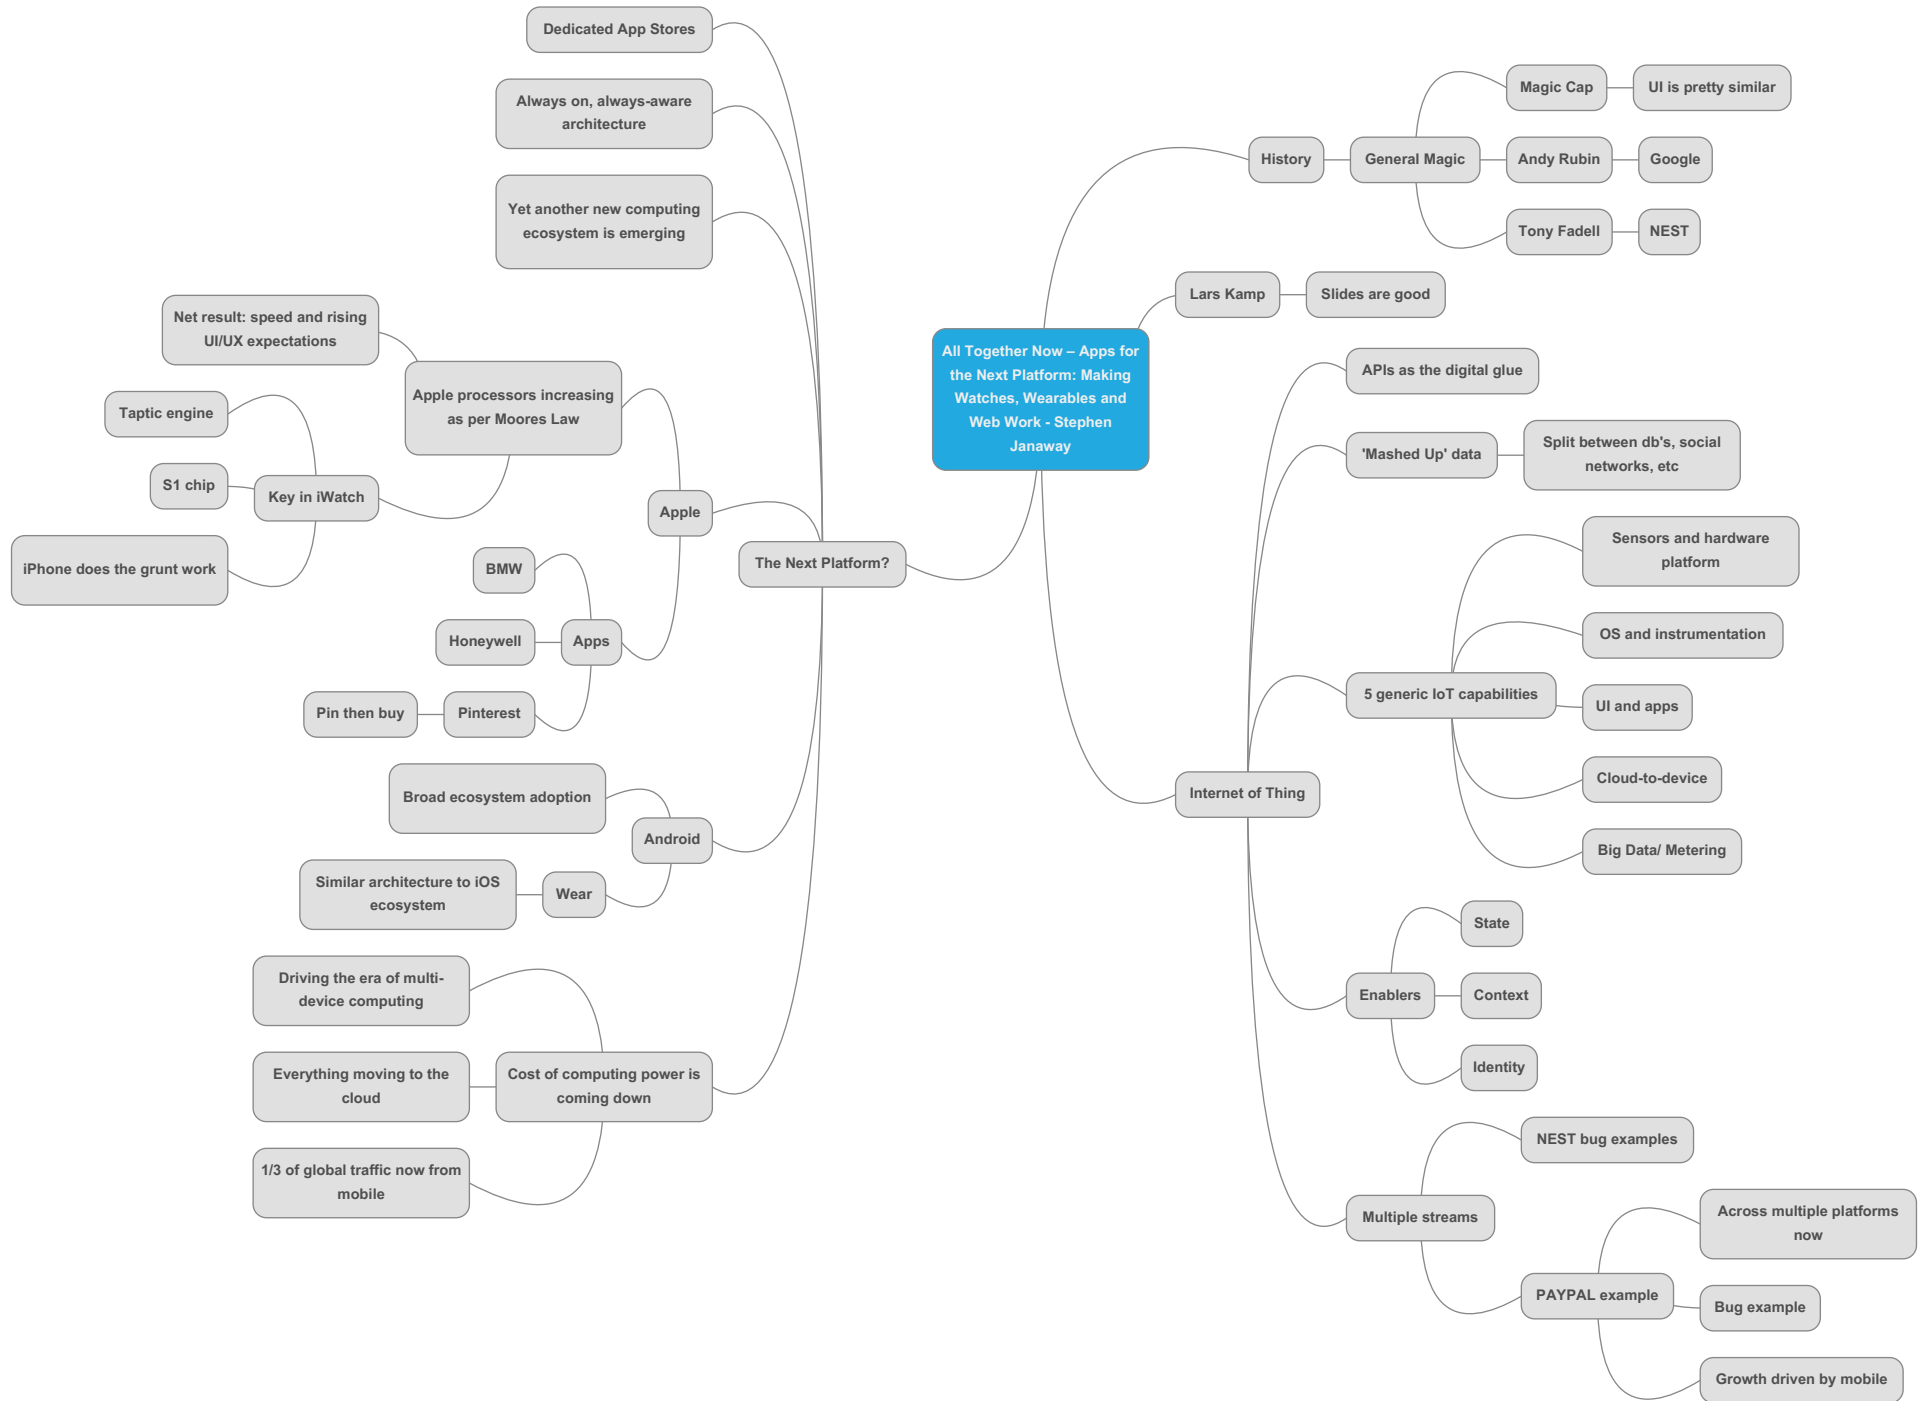 All Together Now – Apps for
the Next Platform: Making
Watches, Wearables and
Web Work - Stephen
Janaway
History
General Magic
Magic Cap
UI is pretty similar
Andy Rubin
Google
Tony Fadell
NEST
Lars Kamp
Slides are good
Internet of Thing
APIs as the digital glue
'Mashed Up' data
Split between db's, social
networks, etc
5 generic IoT capabilities
Sensors and hardware
platform
OS and instrumentation
UI and apps
Cloud-to-device
Big Data/ Metering
Enablers
State
Context
Identity
Multiple streams
NEST bug examples
PAYPAL example
Across multiple platforms
now
Bug example
Growth driven by mobile
The Next Platform?
Dedicated App Stores
Always on, always-aware
architecture
Yet another new computing
ecosystem is emerging
Apple
Apple processors increasing
as per Moores Law
Net result: speed and rising
UI/UX expectations
Key in iWatch
Taptic engine
S1 chip
iPhone does the grunt work
Apps
BMW
Honeywell
Pinterest
Pin then buy
Android
Broad ecosystem adoption
Wear
Similar architecture to iOS
ecosystem
Cost of computing power is
coming down
Driving the era of multi-
device computing
Everything moving to the
cloud
1/3 of global traffic now from
mobile